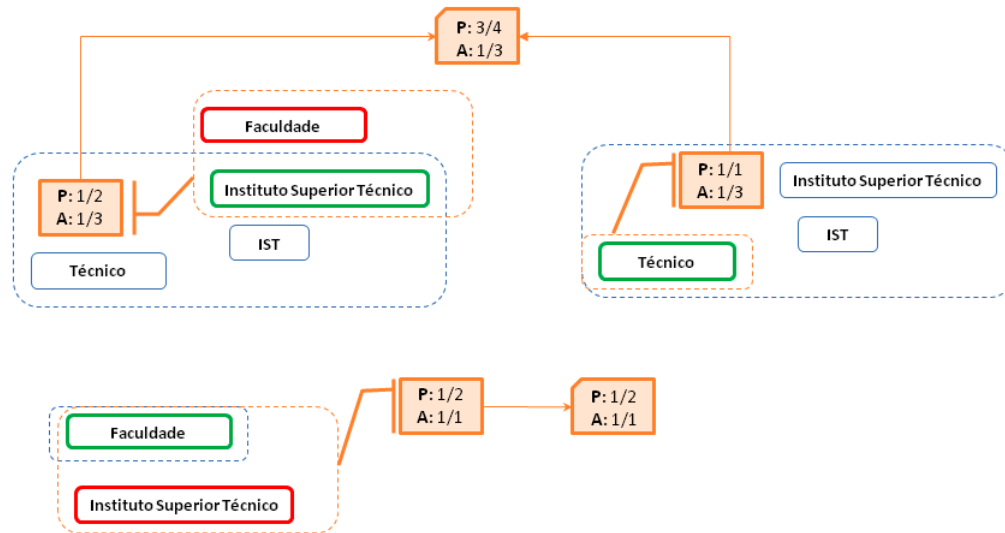 P: 3/4
A: 1/3
Faculdade
P: 1/2
A: 1/3
Instituto Superior Técnico
IST
Técnico
P: 1/1
A: 1/3
Instituto Superior Técnico
IST
Técnico
P: 1/2
A: 1/1
P: 1/2
A: 1/1
Faculdade
Instituto Superior Técnico